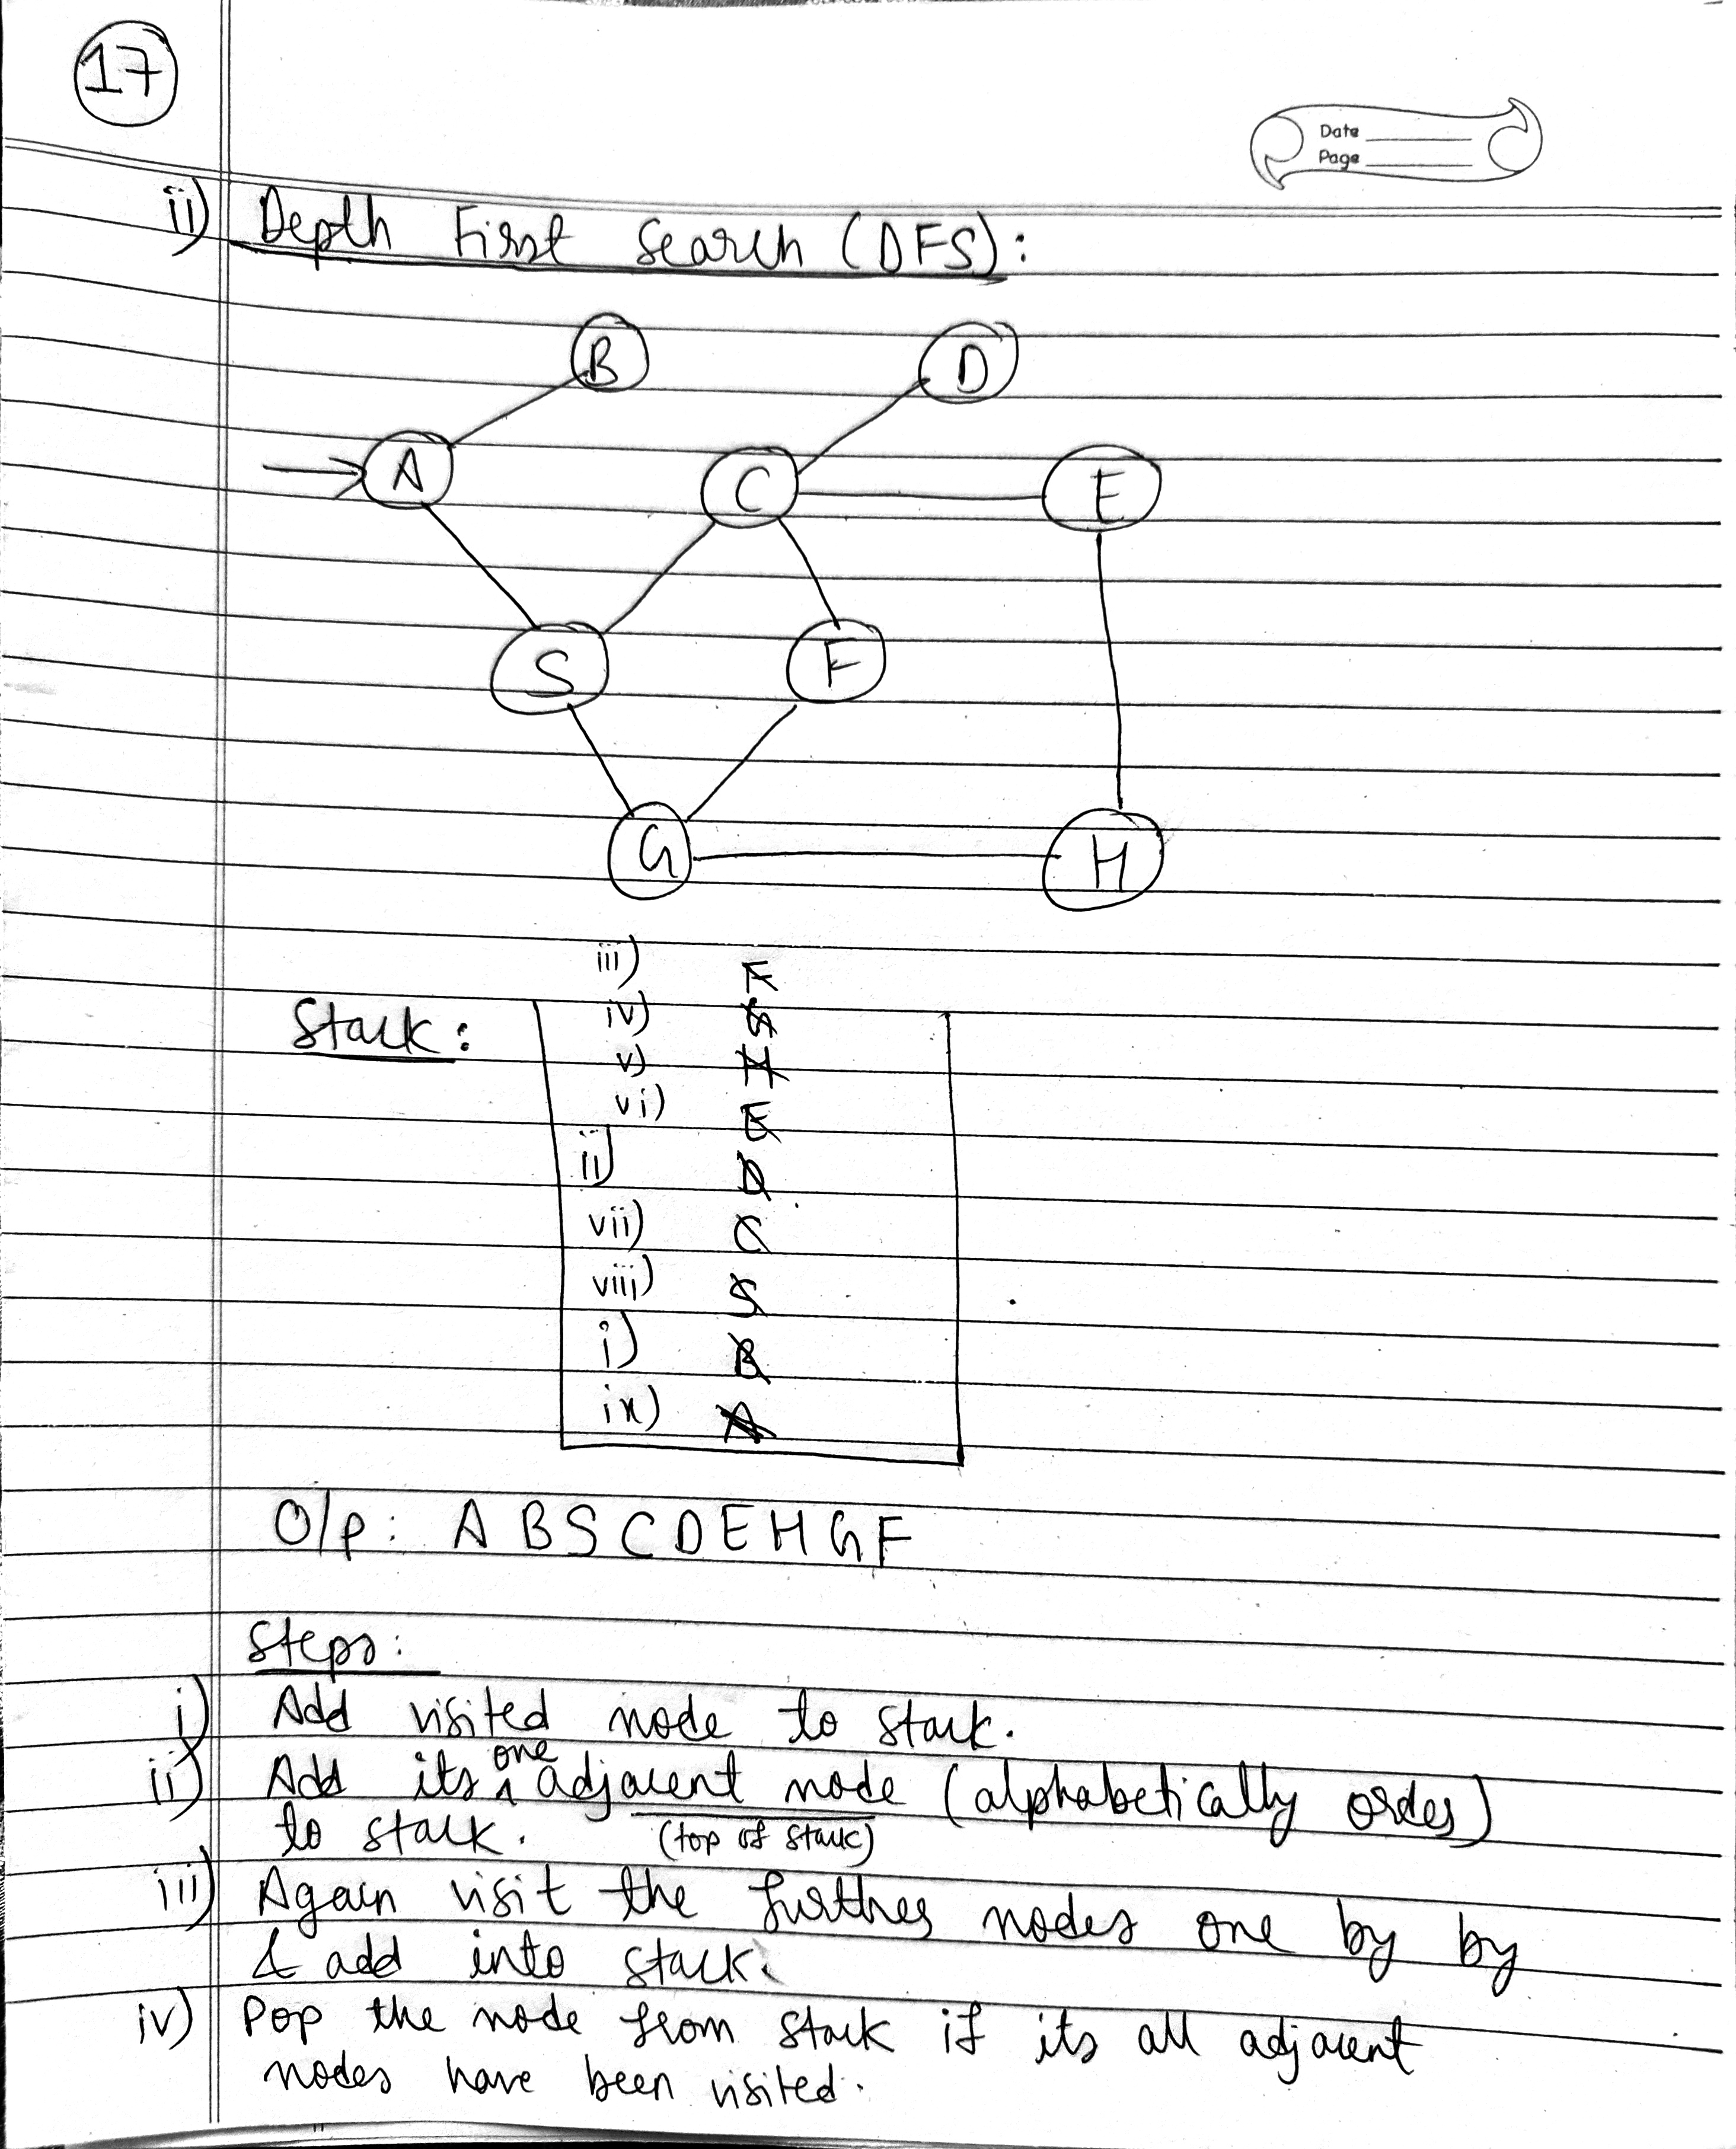 17
Date
Page
ii) Depth First Search (DFS):
B
D
A
C
E
S
F
G
H
iii) F
Stack: iv) G
v) H
vi) E
ii) D
vii) C
viii) S
i) B
ix) A
O/p: A B S C D E H G F
Steps:
i) Add visited node to stack.
ii) Add its one adjacent node (alphabetically order)
to stack. (top of stack)
iii) Again visit the further nodes one by by
& add into stack.
iv) Pop the node from stack if its all adjacent
nodes have been visited.